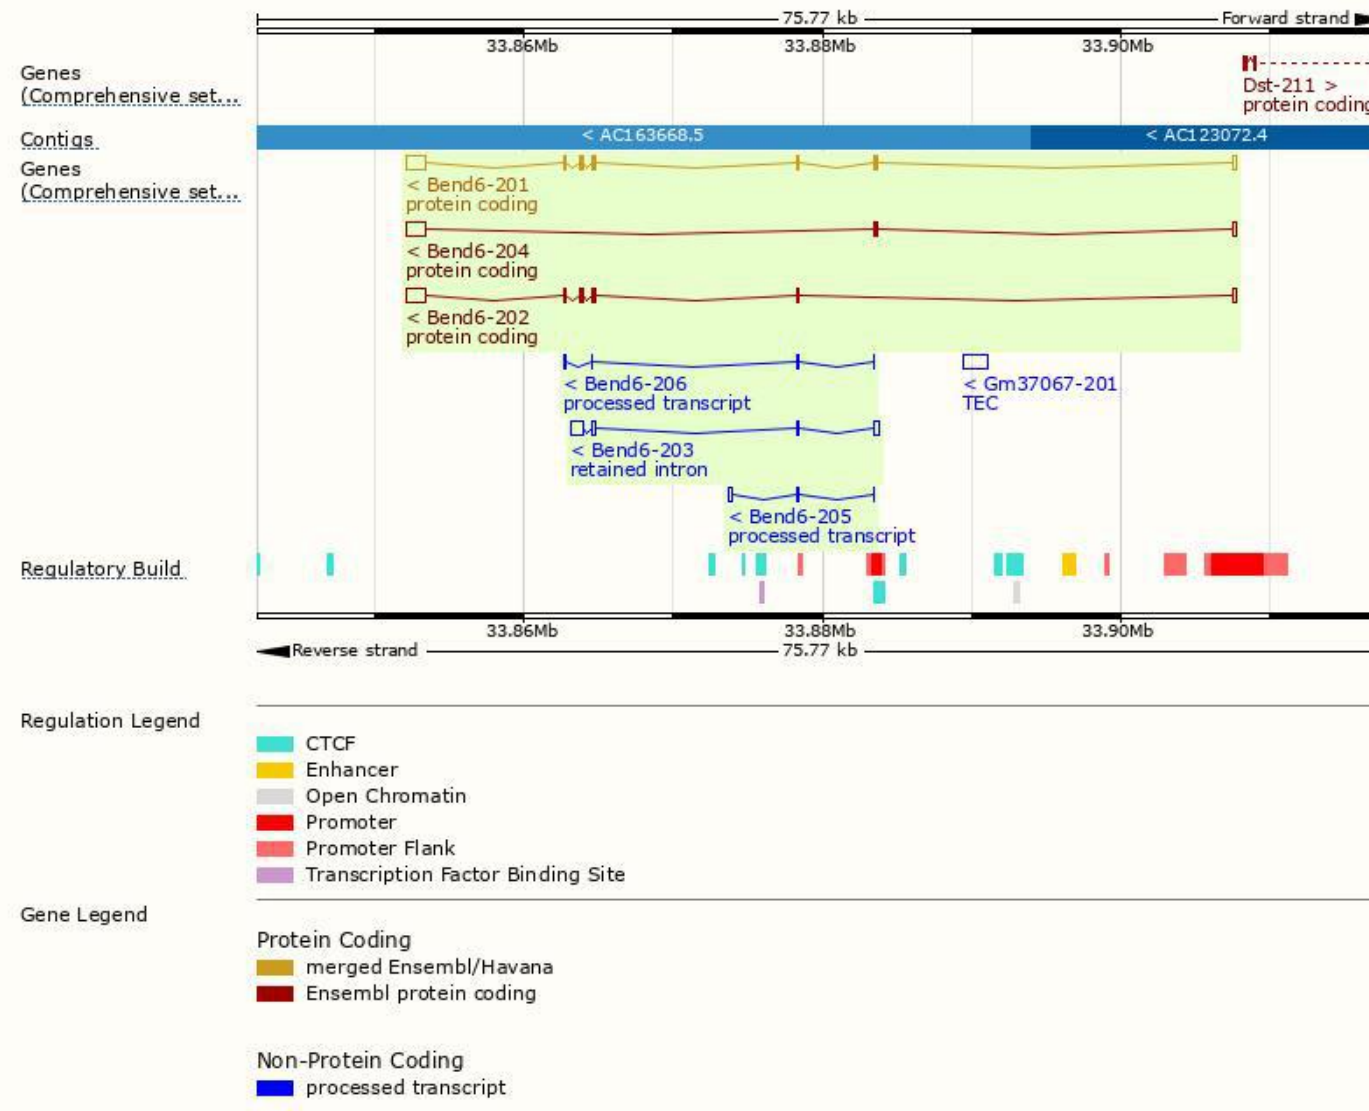 75.77 kb
Forward strand
33.86Mb
33.88Mb
33.90Mb
Genes
(Comprehensive set...
Dst-211 >
protein coding
Contigs
< AC163668.5
< AC123072.4
Genes
(Comprehensive set...
< Bend6-201
protein coding
< Bend6-204
protein coding
< Bend6-202
protein coding
< Bend6-206
processed transcript
< Gm37067-201
TEC
< Bend6-203
retained intron
< Bend6-205
processed transcript
Regulatory Build
33.86Mb
33.88Mb
33.90Mb
Reverse strand
75.77 kb
Regulation Legend
CTCF
Enhancer
Open Chromatin
Promoter
Promoter Flank
Transcription Factor Binding Site
Gene Legend
Protein Coding
merged Ensembl/Havana
Ensembl protein coding
Non-Protein Coding
processed transcript